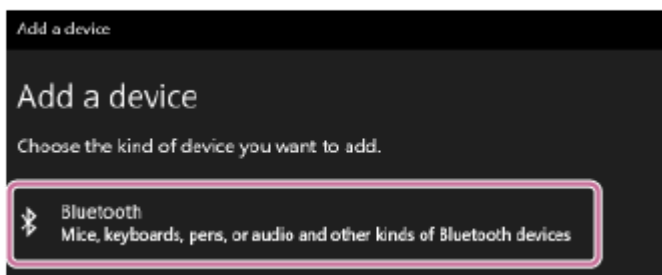 Add a device
Add a device
Choose the kind of device you want to add.
Bluetooth
Mice, keyboards, pens, or audio and other kinds of Bluetooth devices